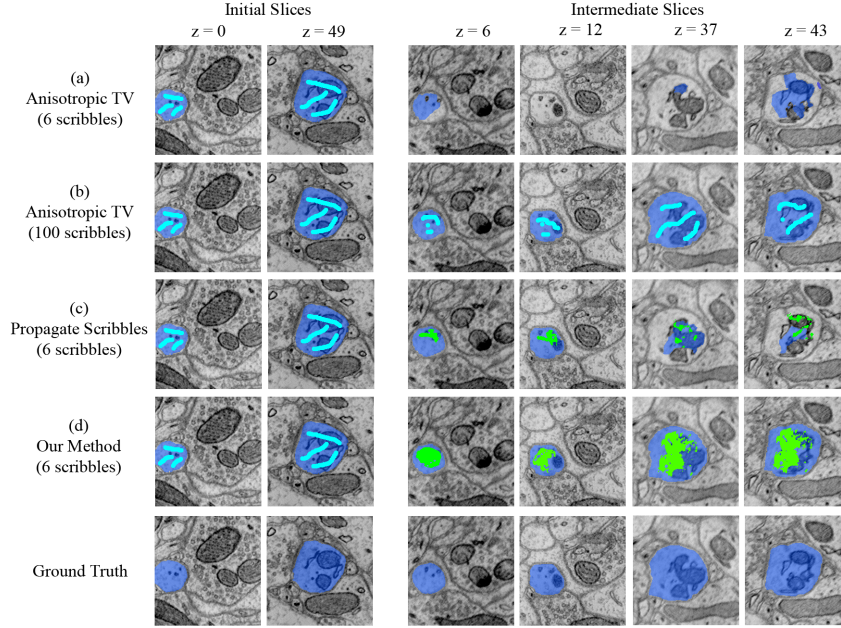 Initial Slices
Intermediate Slices
z = 0
z = 49
z = 6
z = 12
z = 37
z = 43
(a)
Anisotropic TV
(6 scribbles)
(b)
Anisotropic TV
(100 scribbles)
(c)
Propagate Scribbles
(6 scribbles)
(d)
Our Method
(6 scribbles)
Ground Truth